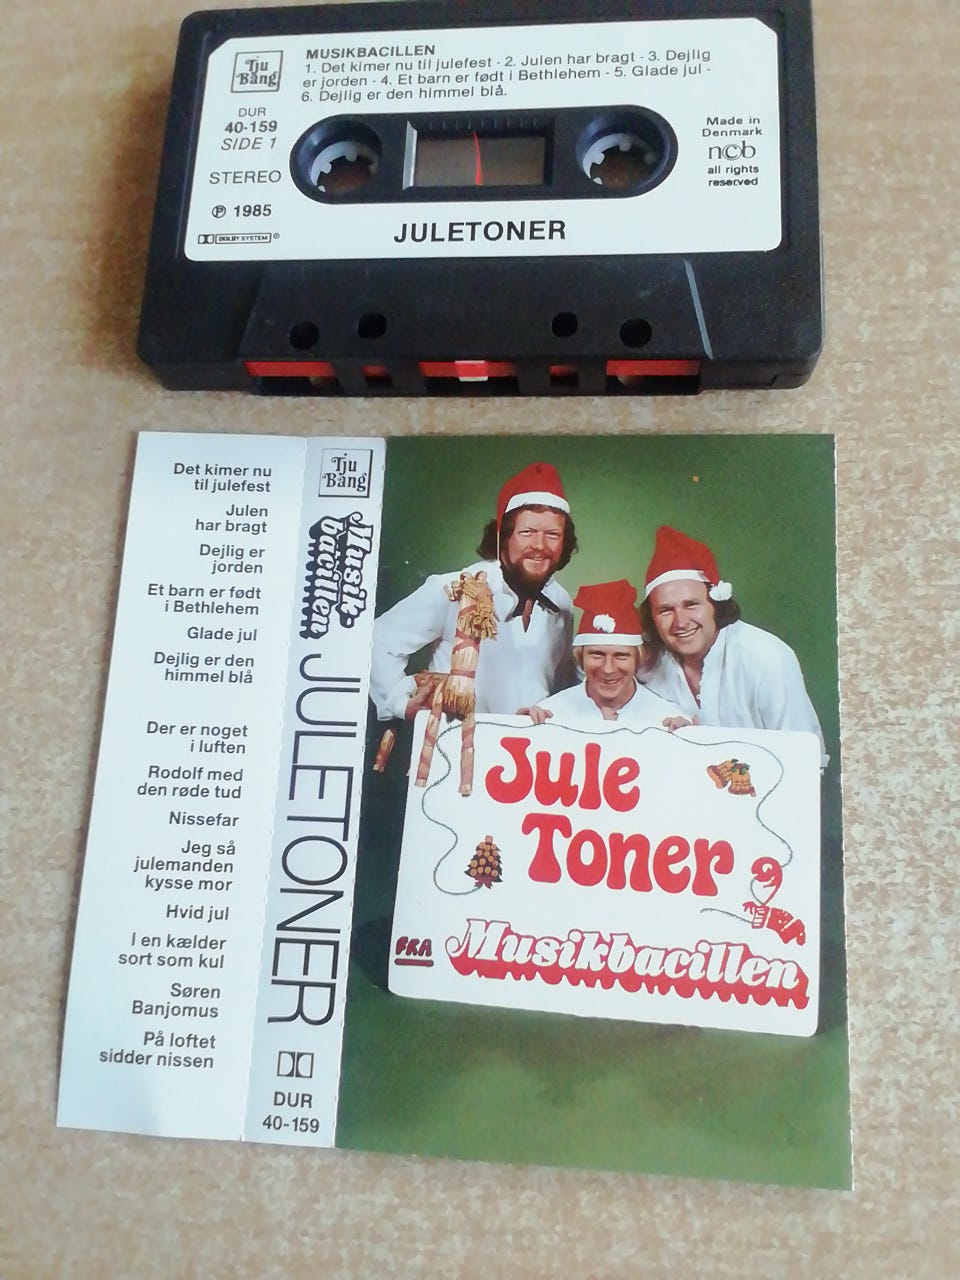 Tju
Bang
MUSIKBACILLEN
1. Det kimer nu til julefest - 2. Julen har bragt - 3. Dejlig
er jorden - 4. Et barn er født i Bethlehem - 5. Glade jul -
6. Dejlig er den himmel blå.
DUR
40-159
SIDE 1
STEREO
℗ 1985
DOLBY SYSTEM ®
Made in
Denmark
ncb
all rights
reserved
JULETONER
Det kimer nu
til julefest
Julen
har bragt
Dejlig er
jorden
Et barn er født
i Bethlehem
Glade jul
Dejlig er den
himmel blå
Der er noget
i luften
Rodolf med
den røde tud
Nissefar
Jeg så
julemanden
kysse mor
Hvid jul
I en kælder
sort som kul
Søren
Banjomus
På loftet
sidder nissen
Tju
Bang
Musik-
bacillen
JULETONER
DUR
40-159
Jule
Toner
FRA
Musikbacillen